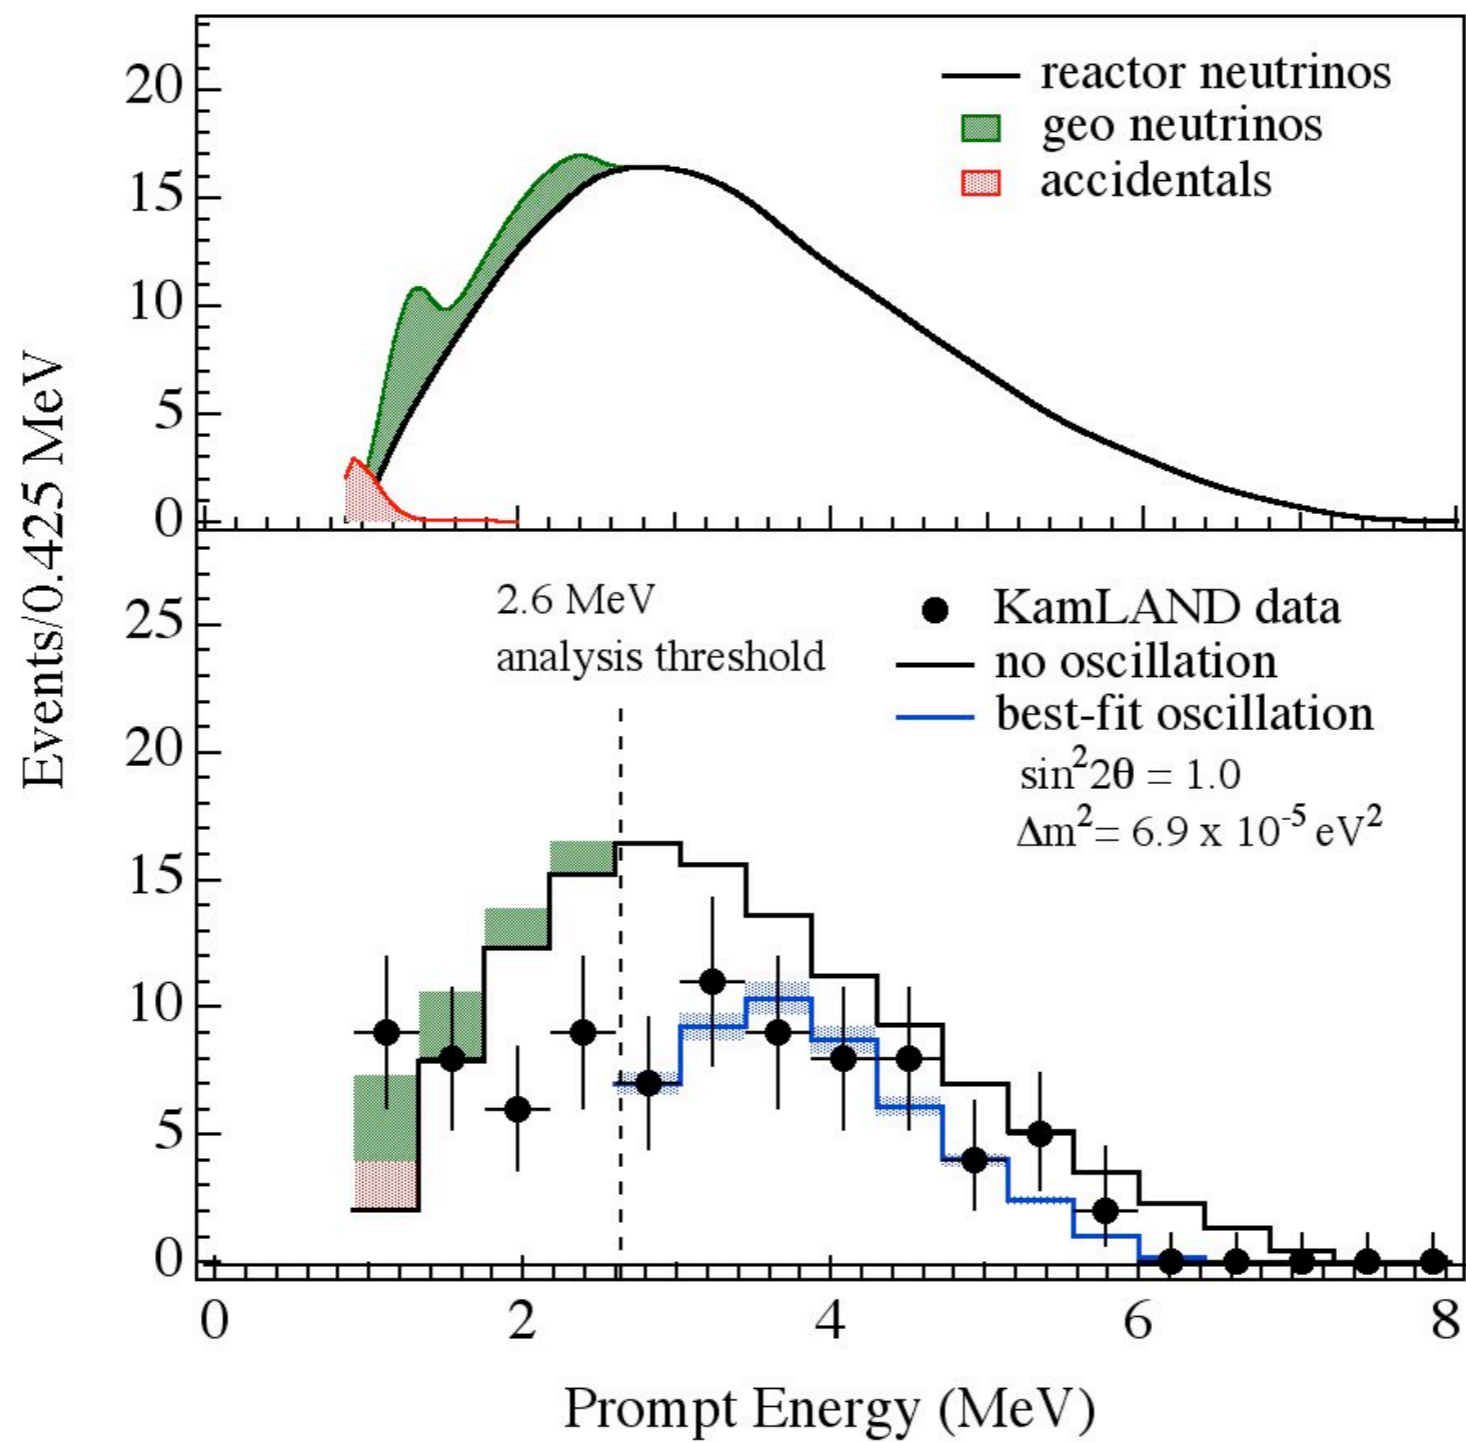 Events/0.425 MeV
20
15
10
5
0
reactor neutrinos
geo neutrinos
accidentals
25
20
15
10
5
0
2.6 MeV
analysis threshold
KamLAND data
no oscillation
best-fit oscillation
sin²2θ = 1.0
Δm²= 6.9 x 10⁻⁵ eV²
0 2 4 6 8
Prompt Energy (MeV)